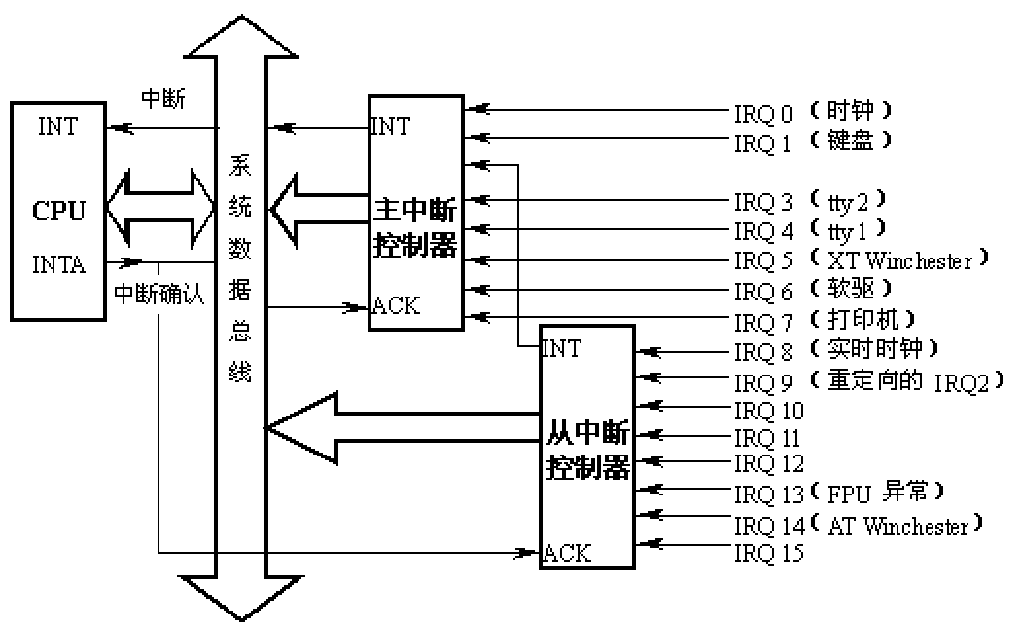 中断
INT
CPU
INTA
中断确认
系统数据总线
INT
主中断
控制器
ACK
INT
从中断
控制器
ACK
IRQ 0 (时钟)
IRQ 1 (键盘)
IRQ 3 (tty 2)
IRQ 4 (tty 1)
IRQ 5 (XT Winchester)
IRQ 6 (软驱)
IRQ 7 (打印机)
IRQ 8 (实时时钟)
IRQ 9 (重定向的 IRQ2)
IRQ 10
IRQ 11
IRQ 12
IRQ 13 (FPU 异常)
IRQ 14 (AT Winchester)
IRQ 15